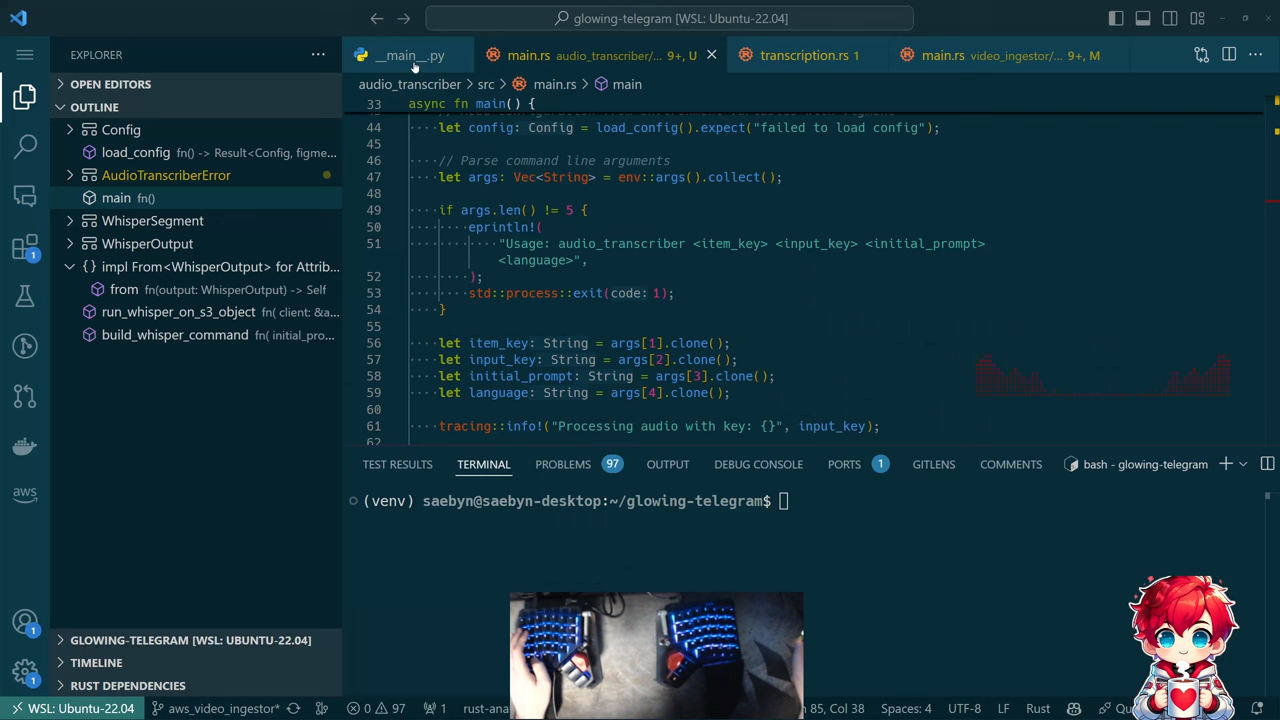 glowing-telegram [WSL: Ubuntu-22.04]
EXPLORER
OPEN EDITORS
OUTLINE
Config
load_config fn() -> Result<Config, figme...
AudioTranscriberError
main fn()
WhisperSegment
WhisperOutput
impl From<WhisperOutput> for Attrib...
from fn(output: WhisperOutput) -> Self
run_whisper_on_s3_object fn( client: &a...
build_whisper_command fn( initial_pro...
GLOWING-TELEGRAM [WSL: UBUNTU-22.04]
TIMELINE
RUST DEPENDENCIES
__main__.py
main.rs audio_transcriber/... 9+, U
transcription.rs 1
main.rs video_ingestor/... 9+, M
audio_transcriber > src > main.rs > main
33 async fn main() {
44 let config: Config = load_config().expect("failed to load config");
45
46 // Parse command line arguments
47 let args: Vec<String> = env::args().collect();
48
49 if args.len() != 5 {
50 eprintln!(
51 "Usage: audio_transcriber <item_key> <input_key> <initial_prompt>
<language>",
52 );
53 std::process::exit(code: 1);
54 }
55
56 let item_key: String = args[1].clone();
57 let input_key: String = args[2].clone();
58 let initial_prompt: String = args[3].clone();
59 let language: String = args[4].clone();
60
61 tracing::info!("Processing audio with key: {}", input_key);
62
TEST RESULTS
TERMINAL
PROBLEMS 97
OUTPUT
DEBUG CONSOLE
PORTS 1
GITLENS
COMMENTS
bash - glowing-telegram
(venv) saebyn@saebyn-desktop:~/glowing-telegram$
aws
1
1
1
WSL: Ubuntu-22.04
aws_video_ingestor*
0 97
1
rust-ana
85, Col 38
Spaces: 4
UTF-8
LF
Rust